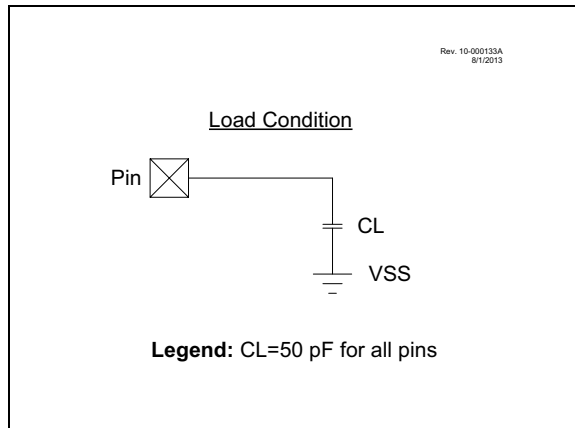 Rev. 10-000133A
8/1/2013
Load Condition
Pin
CL
VSS
Legend: CL=50 pF for all pins